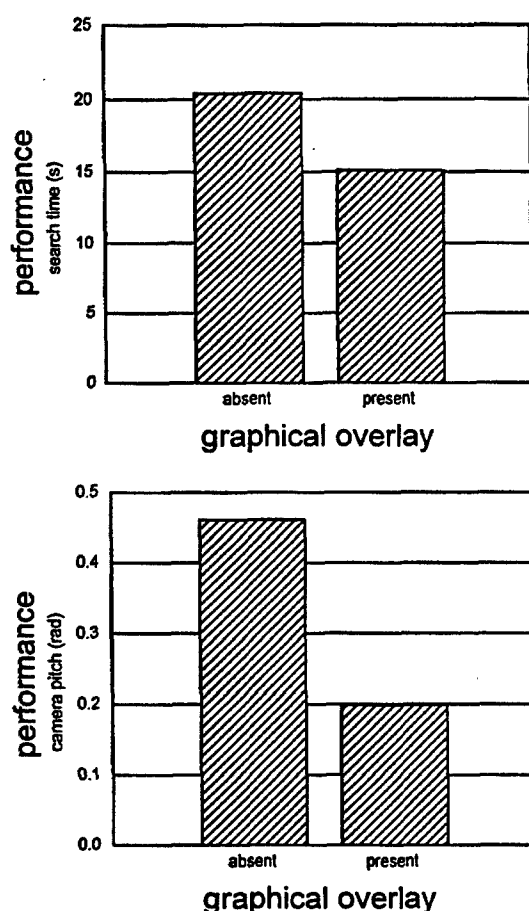 25
20
15
10
5
0
performance
search time (s)
absent present
graphical overlay
0.5
0.4
0.3
0.2
0.1
0.0
performance
camera pitch (rad)
absent present
graphical overlay